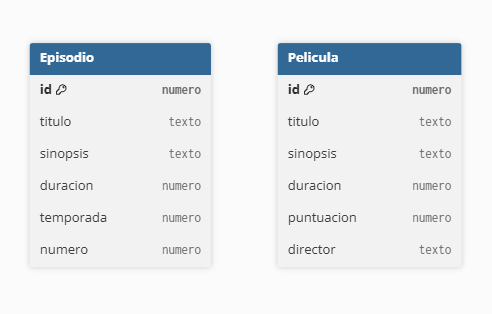 Episodio
id numero
titulo texto
sinopsis texto
duracion numero
temporada numero
numero numero
Pelicula
id numero
titulo texto
sinopsis texto
duracion numero
puntuacion numero
director texto